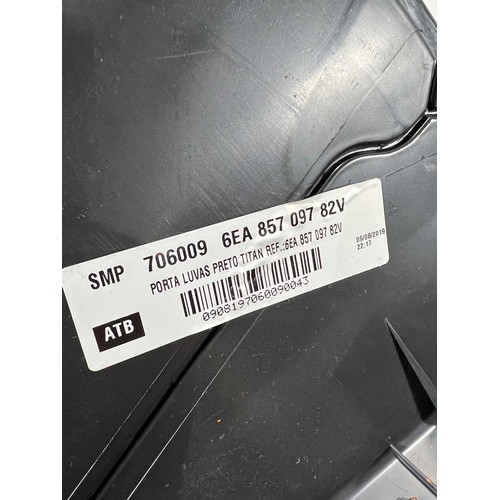 SMP 706009 6EA 857 097 82V
PORTA LUVAS PRETO TITAN REF.:6EA 857 097 82V
09/08/2019
22:17
ATB
0908197060090043